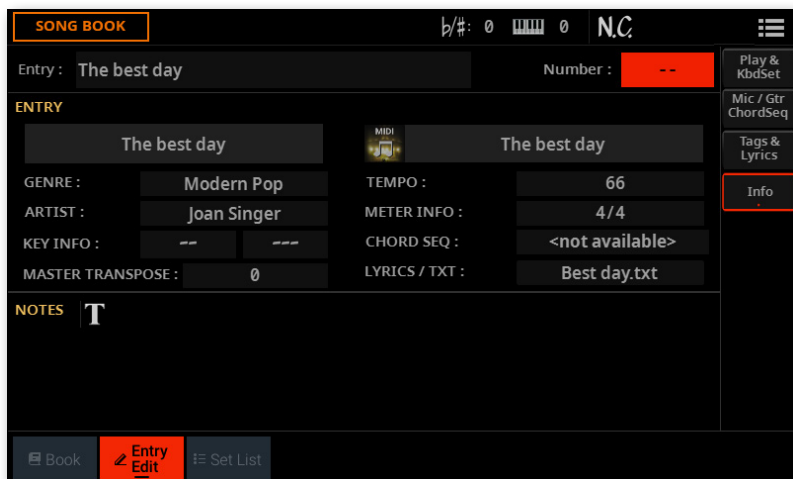 SONG BOOK
♭/#: 0
0
N.C.
Entry : The best day
Number : --
Play &
KbdSet
Mic / Gtr
ChordSeq
Tags &
Lyrics
Info
ENTRY
The best day
MIDI
The best day
GENRE : Modern Pop
TEMPO : 66
ARTIST : Joan Singer
METER INFO : 4/4
KEY INFO : -- ---
CHORD SEQ : <not available>
MASTER TRANSPOSE : 0
LYRICS / TXT : Best day.txt
NOTES T
Book
Entry
Edit
Set List